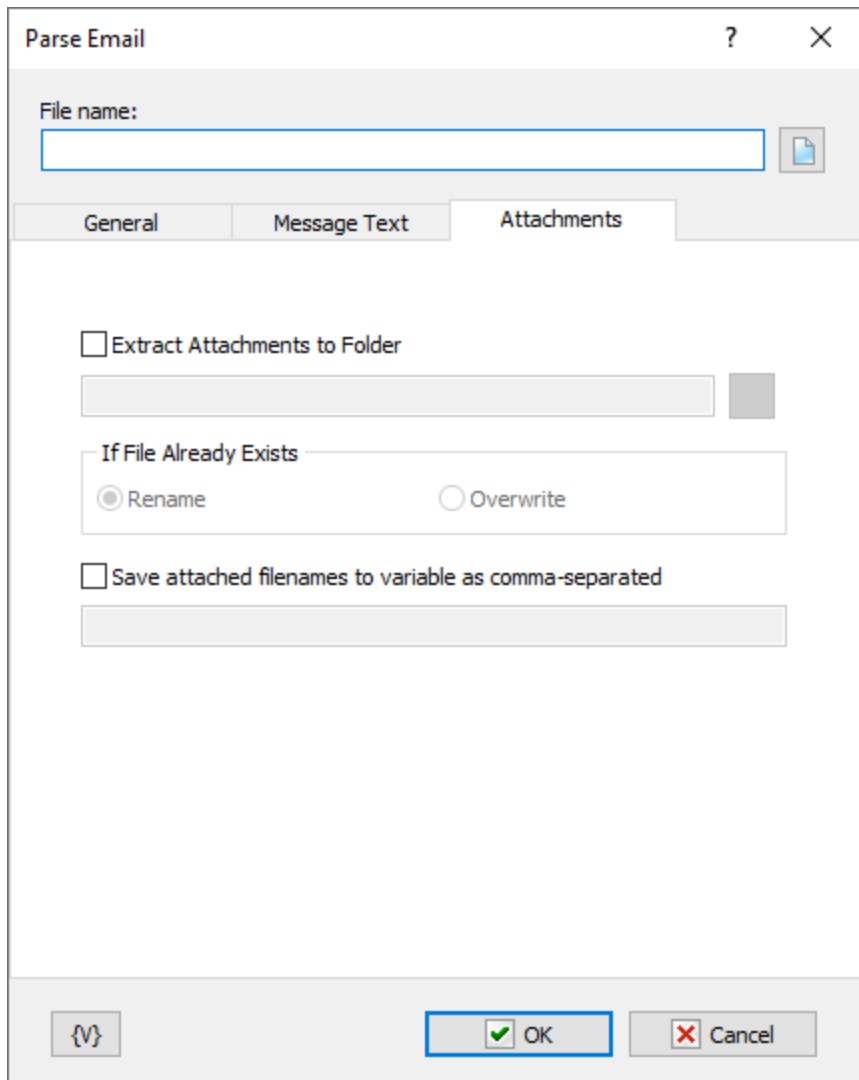 Parse Email ?
File name:
General Message Text Attachments
Extract Attachments to Folder
If File Already Exists
Rename Overwrite
Save attached filenames to variable as comma-separated
{V} OK Cancel